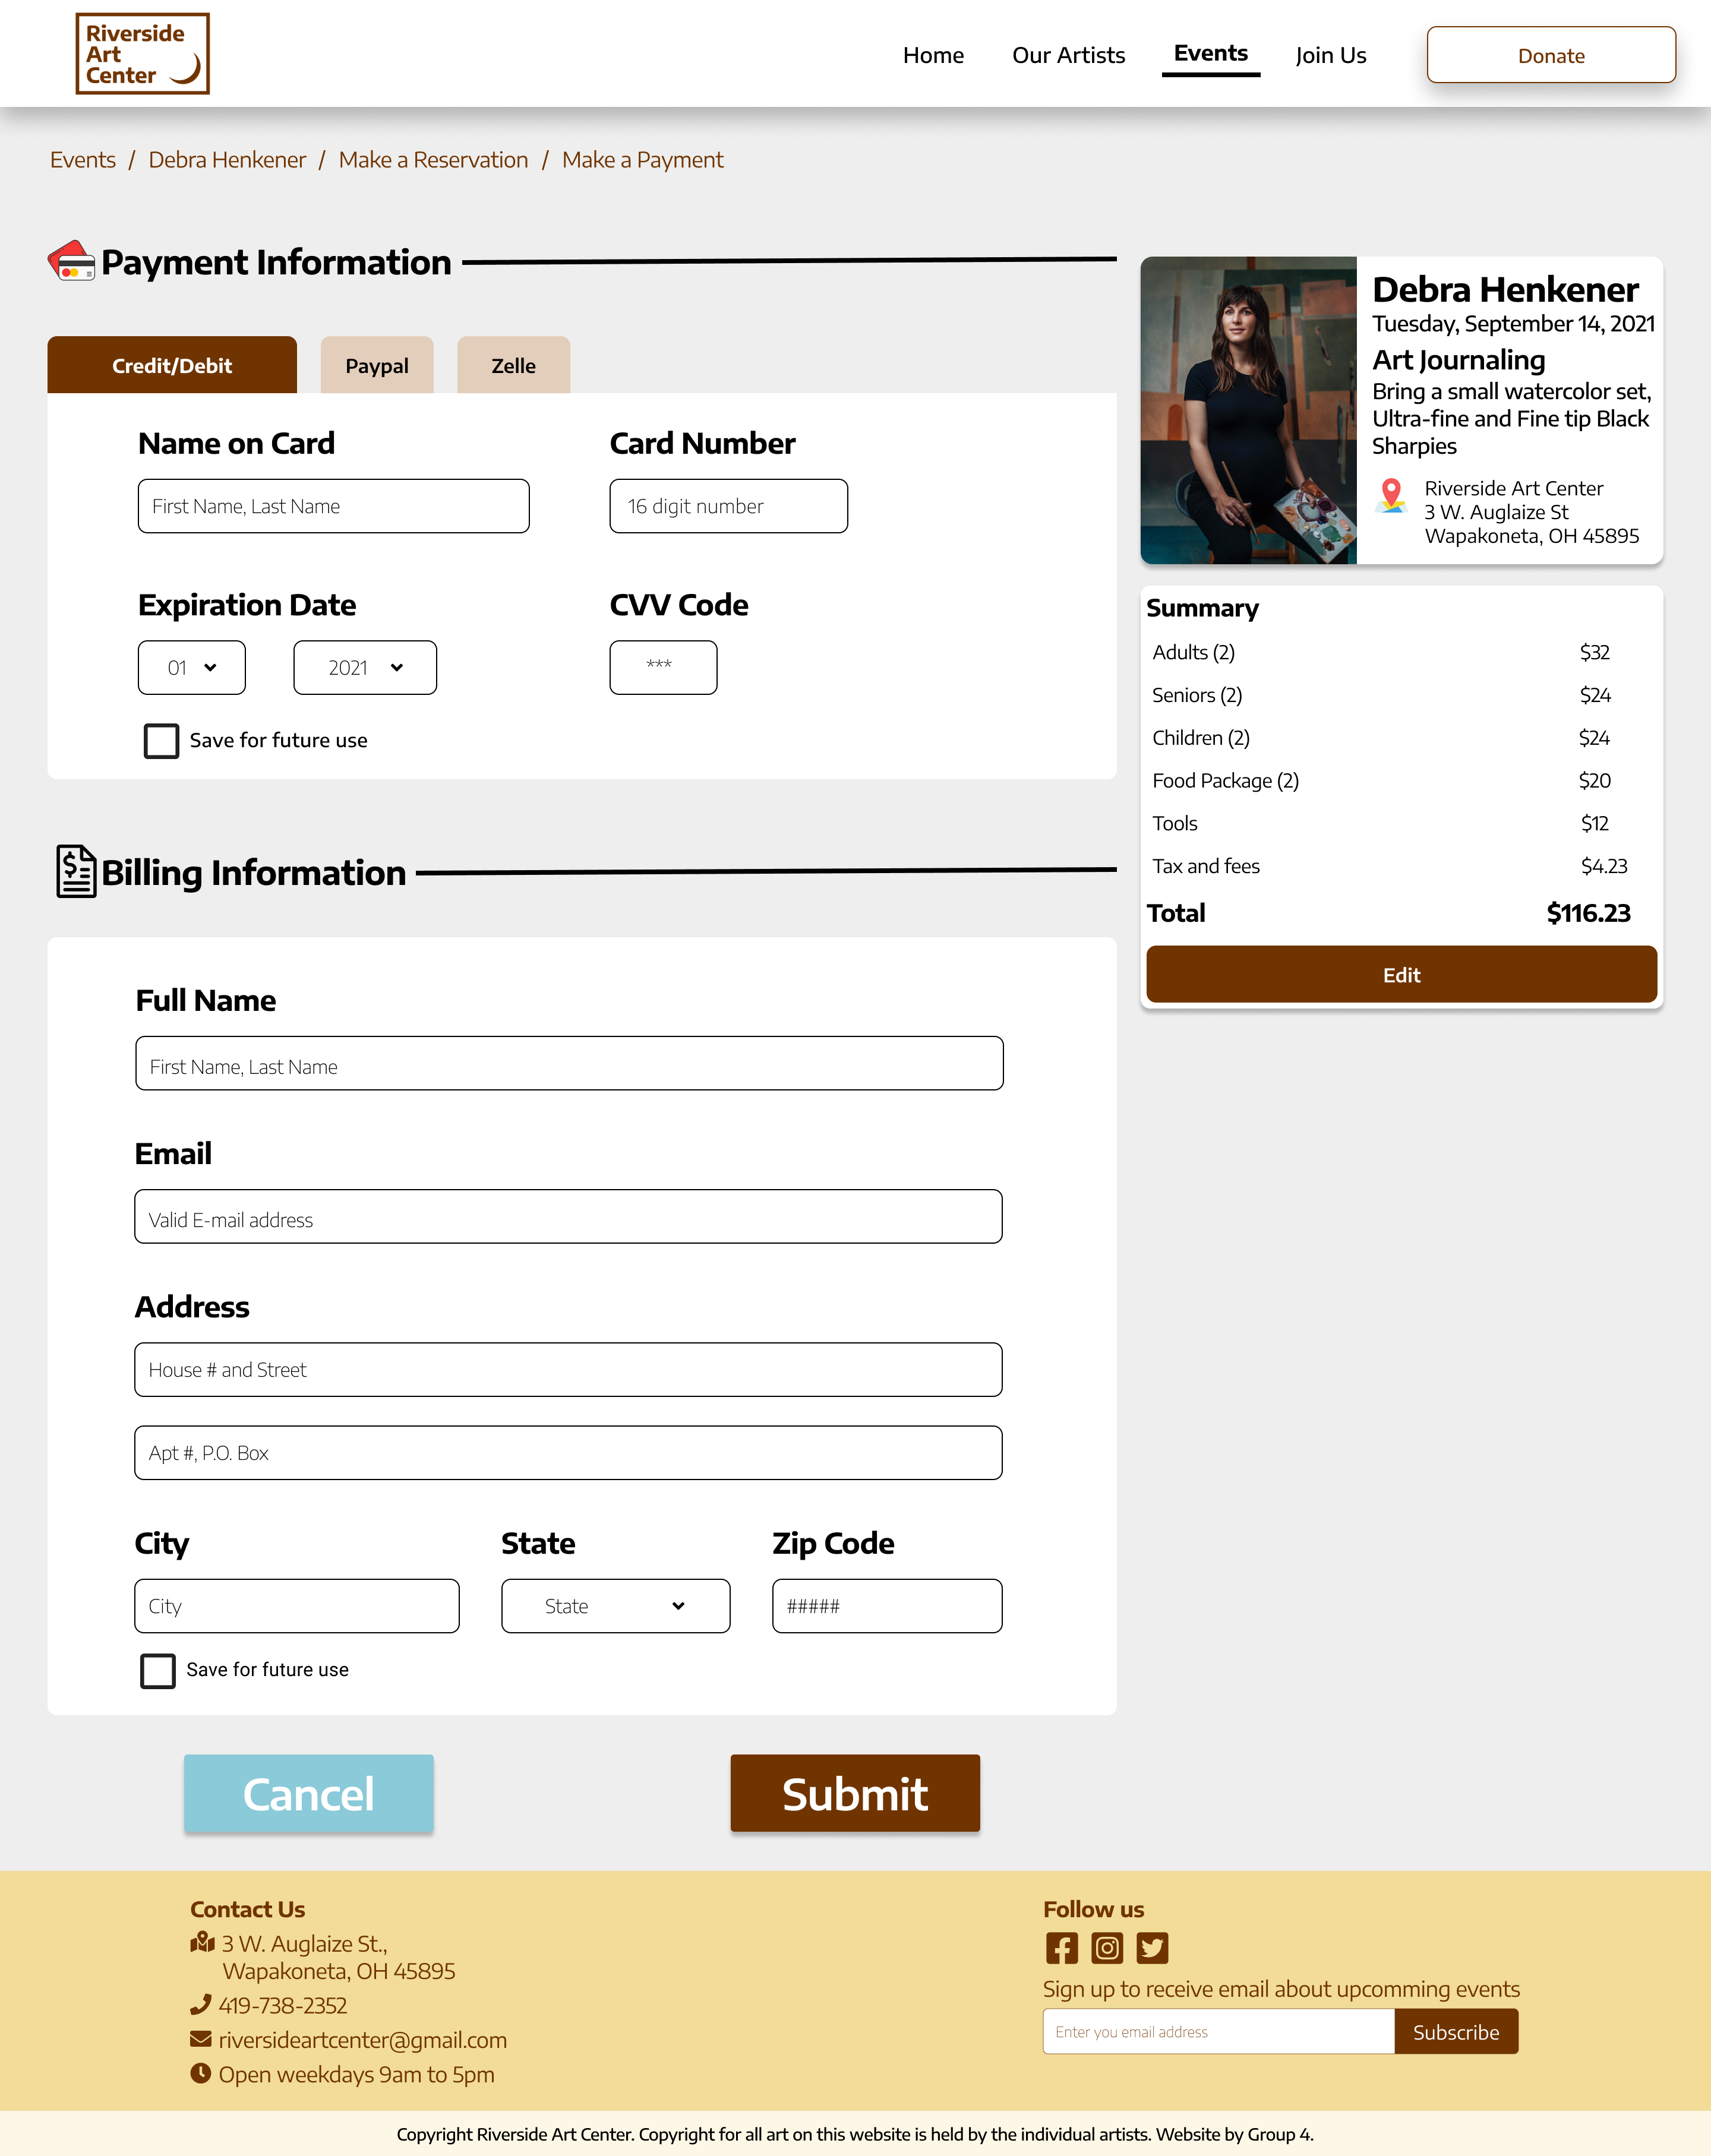 Riverside
Art
Center
Home
Our Artists
Events
Join Us
Donate
Events / Debra Henkener / Make a Reservation / Make a Payment
Payment Information
Credit/Debit
Paypal
Zelle
Name on Card
Card Number
First Name, Last Name
16 digit number
Expiration Date
CVV Code
01
2021
***
Save for future use
Debra Henkener
Tuesday, September 14, 2021
Art Journaling
Bring a small watercolor set,
Ultra-fine and Fine tip Black
Sharpies
Riverside Art Center
3 W. Auglaize St
Wapakoneta, OH 45895
Summary
Adults (2) $32
Seniors (2) $24
Children (2) $24
Food Package (2) $20
Tools $12
Tax and fees $4.23
Total $116.23
Edit
Billing Information
Full Name
First Name, Last Name
Email
Valid E-mail address
Address
House # and Street
Apt #, P.O. Box
City
State
Zip Code
City
State
#####
Save for future use
Cancel
Submit
Contact Us
3 W. Auglaize St.,
Wapakoneta, OH 45895
419-738-2352
riversideartcenter@gmail.com
Open weekdays 9am to 5pm
Follow us
Sign up to receive email about upcomming events
Enter you email address
Subscribe
Copyright Riverside Art Center. Copyright for all art on this website is held by the individual artists. Website by Group 4.